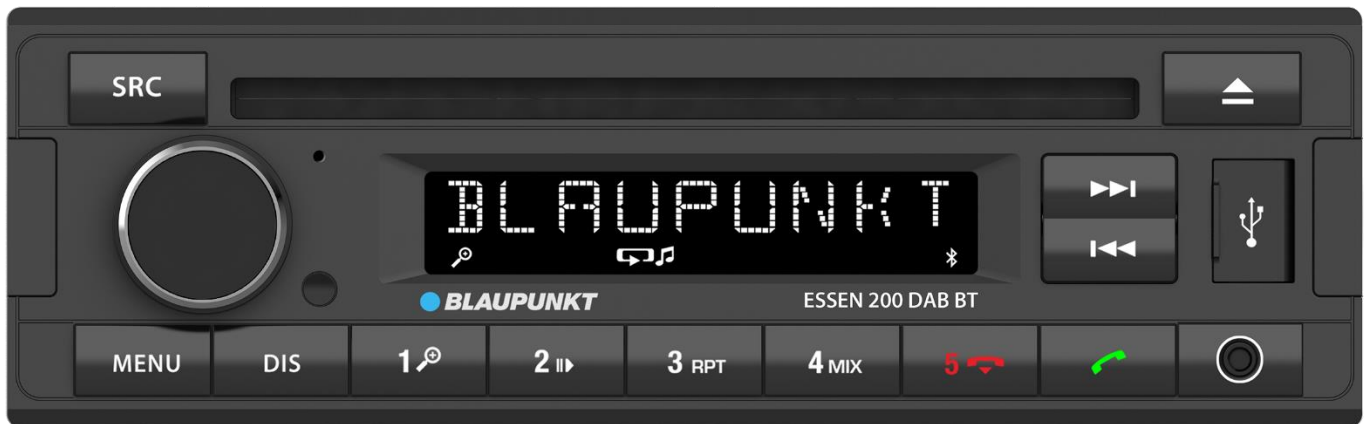 SRC
BLAUPUNKT
BLAUPUNKT ESSEN 200 DAB BT
MENU DIS 1 2 3 RPT 4 MIX 5